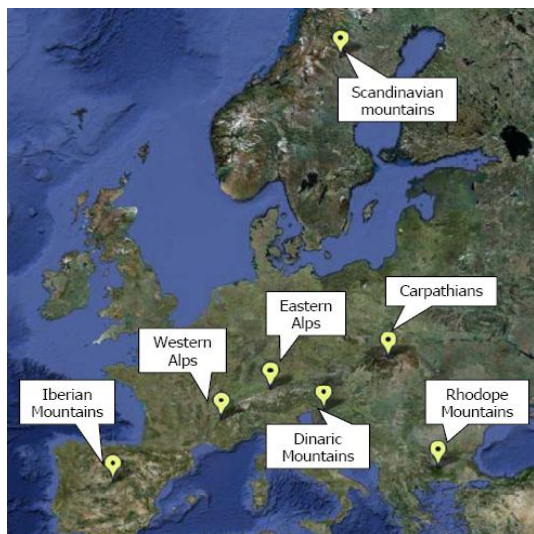 Scandinavian
mountains
Carpathians
Eastern
Alps
Western
Alps
Iberian
Mountains
Rhodope
Mountains
Dinaric
Mountains